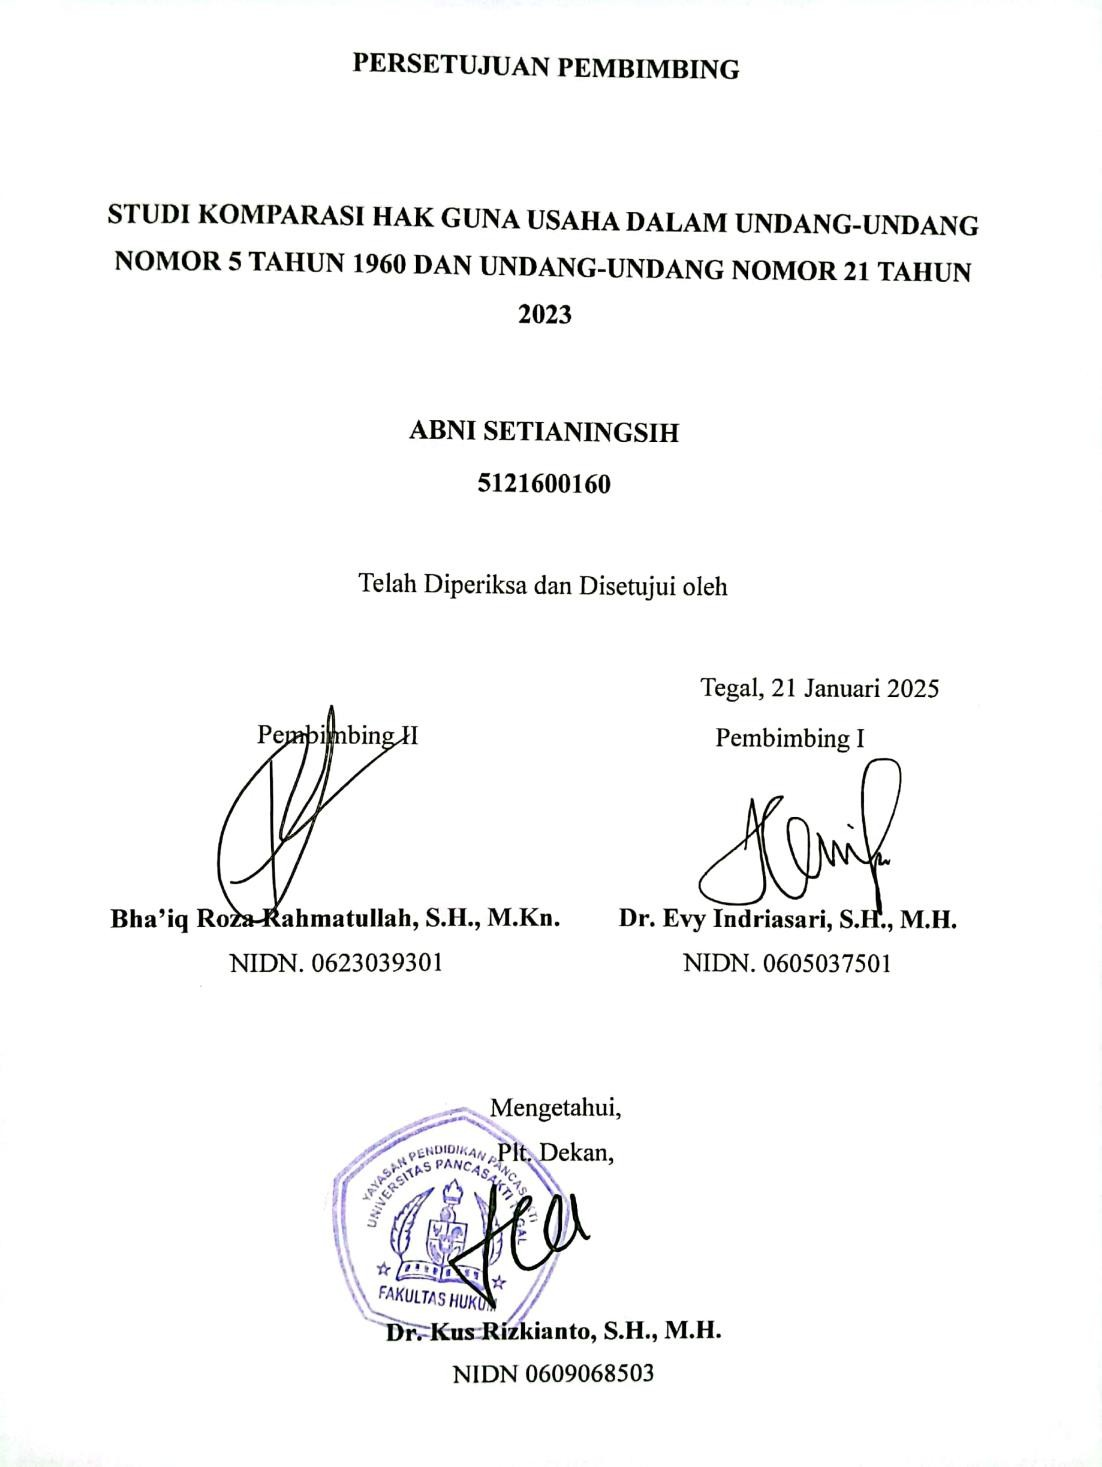 PERSETUJUAN PEMBIMBING
STUDI KOMPARASI HAK GUNA USAHA DALAM UNDANG-UNDANG
NOMOR 5 TAHUN 1960 DAN UNDANG-UNDANG NOMOR 21 TAHUN
2023
ABNI SETIANINGSIH
5121600160
Telah Diperiksa dan Disetujui oleh
Tegal, 21 Januari 2025
Pembimbing II
Pembimbing I
Bha’iq Roza Rahmatullah, S.H., M.Kn.
Dr. Evy Indriasari, S.H., M.H.
NIDN. 0623039301
NIDN. 0605037501
Mengetahui,
Plt. Dekan,
YAYASAN PENDIDIKAN PANCASAKTI
UNIVERSITAS PANCASAKTI TEGAL
FAKULTAS HUKUM
Dr. Kus Rizkianto, S.H., M.H.
NIDN 0609068503